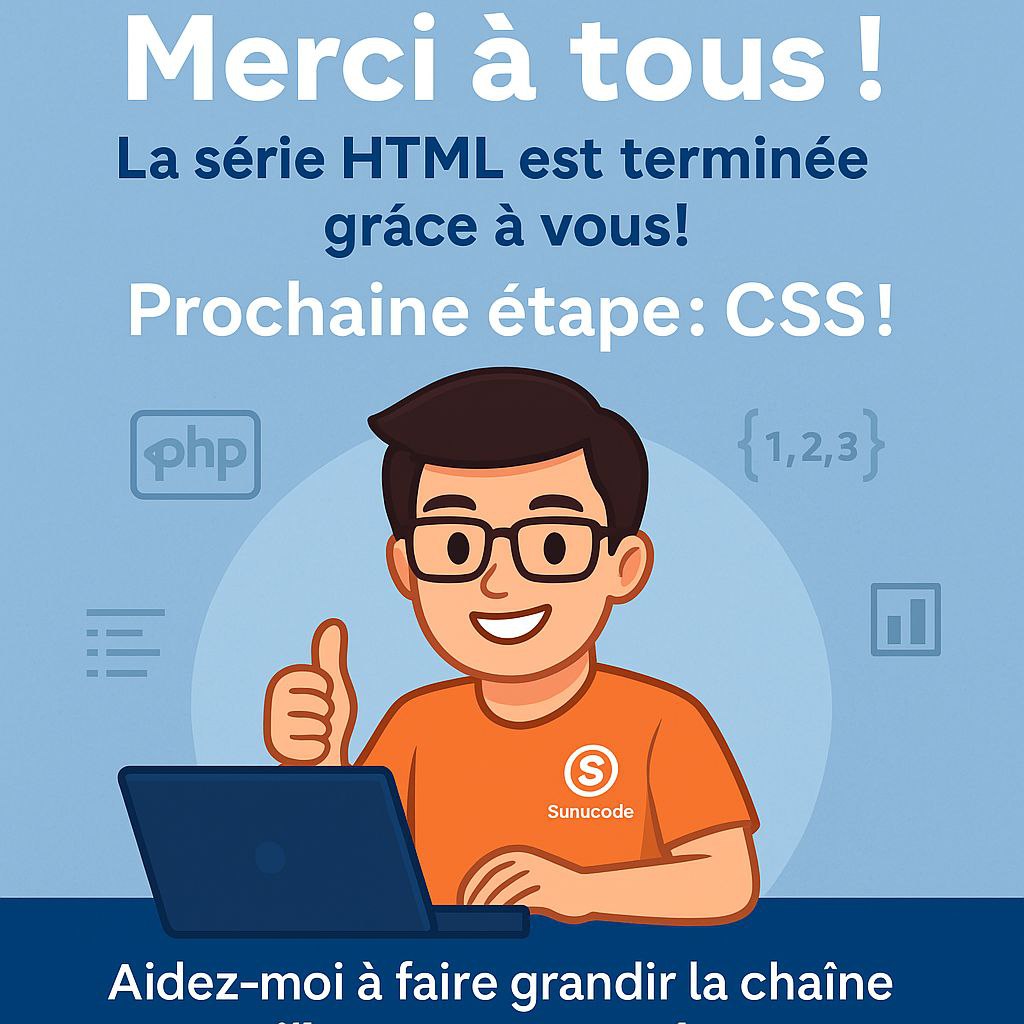 Merci à tous !
La série HTML est terminée
gráce à vous!
Prochaine étape: CSS!
php
{1,2,3}
S
Sunucode
Aidez-moi à faire grandir la chaîne